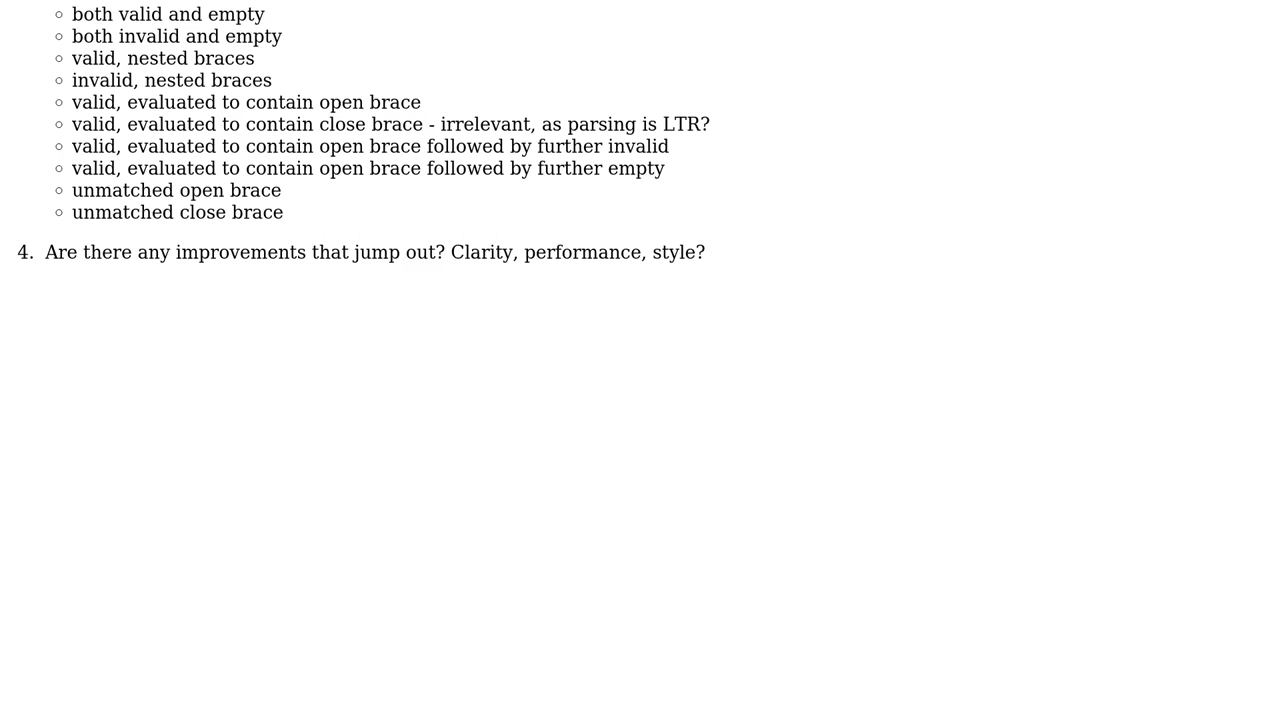 both valid and empty
both invalid and empty
valid, nested braces
invalid, nested braces
valid, evaluated to contain open brace
valid, evaluated to contain close brace - irrelevant, as parsing is LTR?
valid, evaluated to contain open brace followed by further invalid
valid, evaluated to contain open brace followed by further empty
unmatched open brace
unmatched close brace
4. Are there any improvements that jump out? Clarity, performance, style?